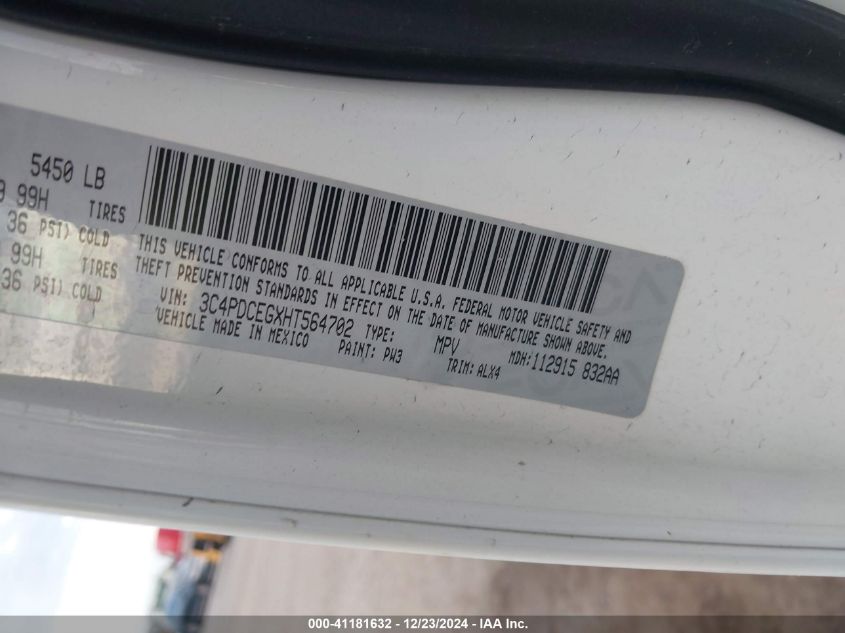 5450 LB
99H TIRES
36 PSI) COLD
99H TIRES
36 PSI) COLD
THIS VEHICLE CONFORMS TO ALL APPLICABLE U.S.A. FEDERAL MOTOR VEHICLE SAFETY AND
THEFT PREVENTION STANDARDS IN EFFECT ON THE DATE OF MANUFACTURE SHOWN ABOVE.
VIN: 3C4PDCEGXHT564702 TYPE: MPV MDH:112915 832AA
VEHICLE MADE IN MEXICO PAINT: PW3 TRIM: ALX4
000-41181632 - 12/23/2024 - IAA Inc.